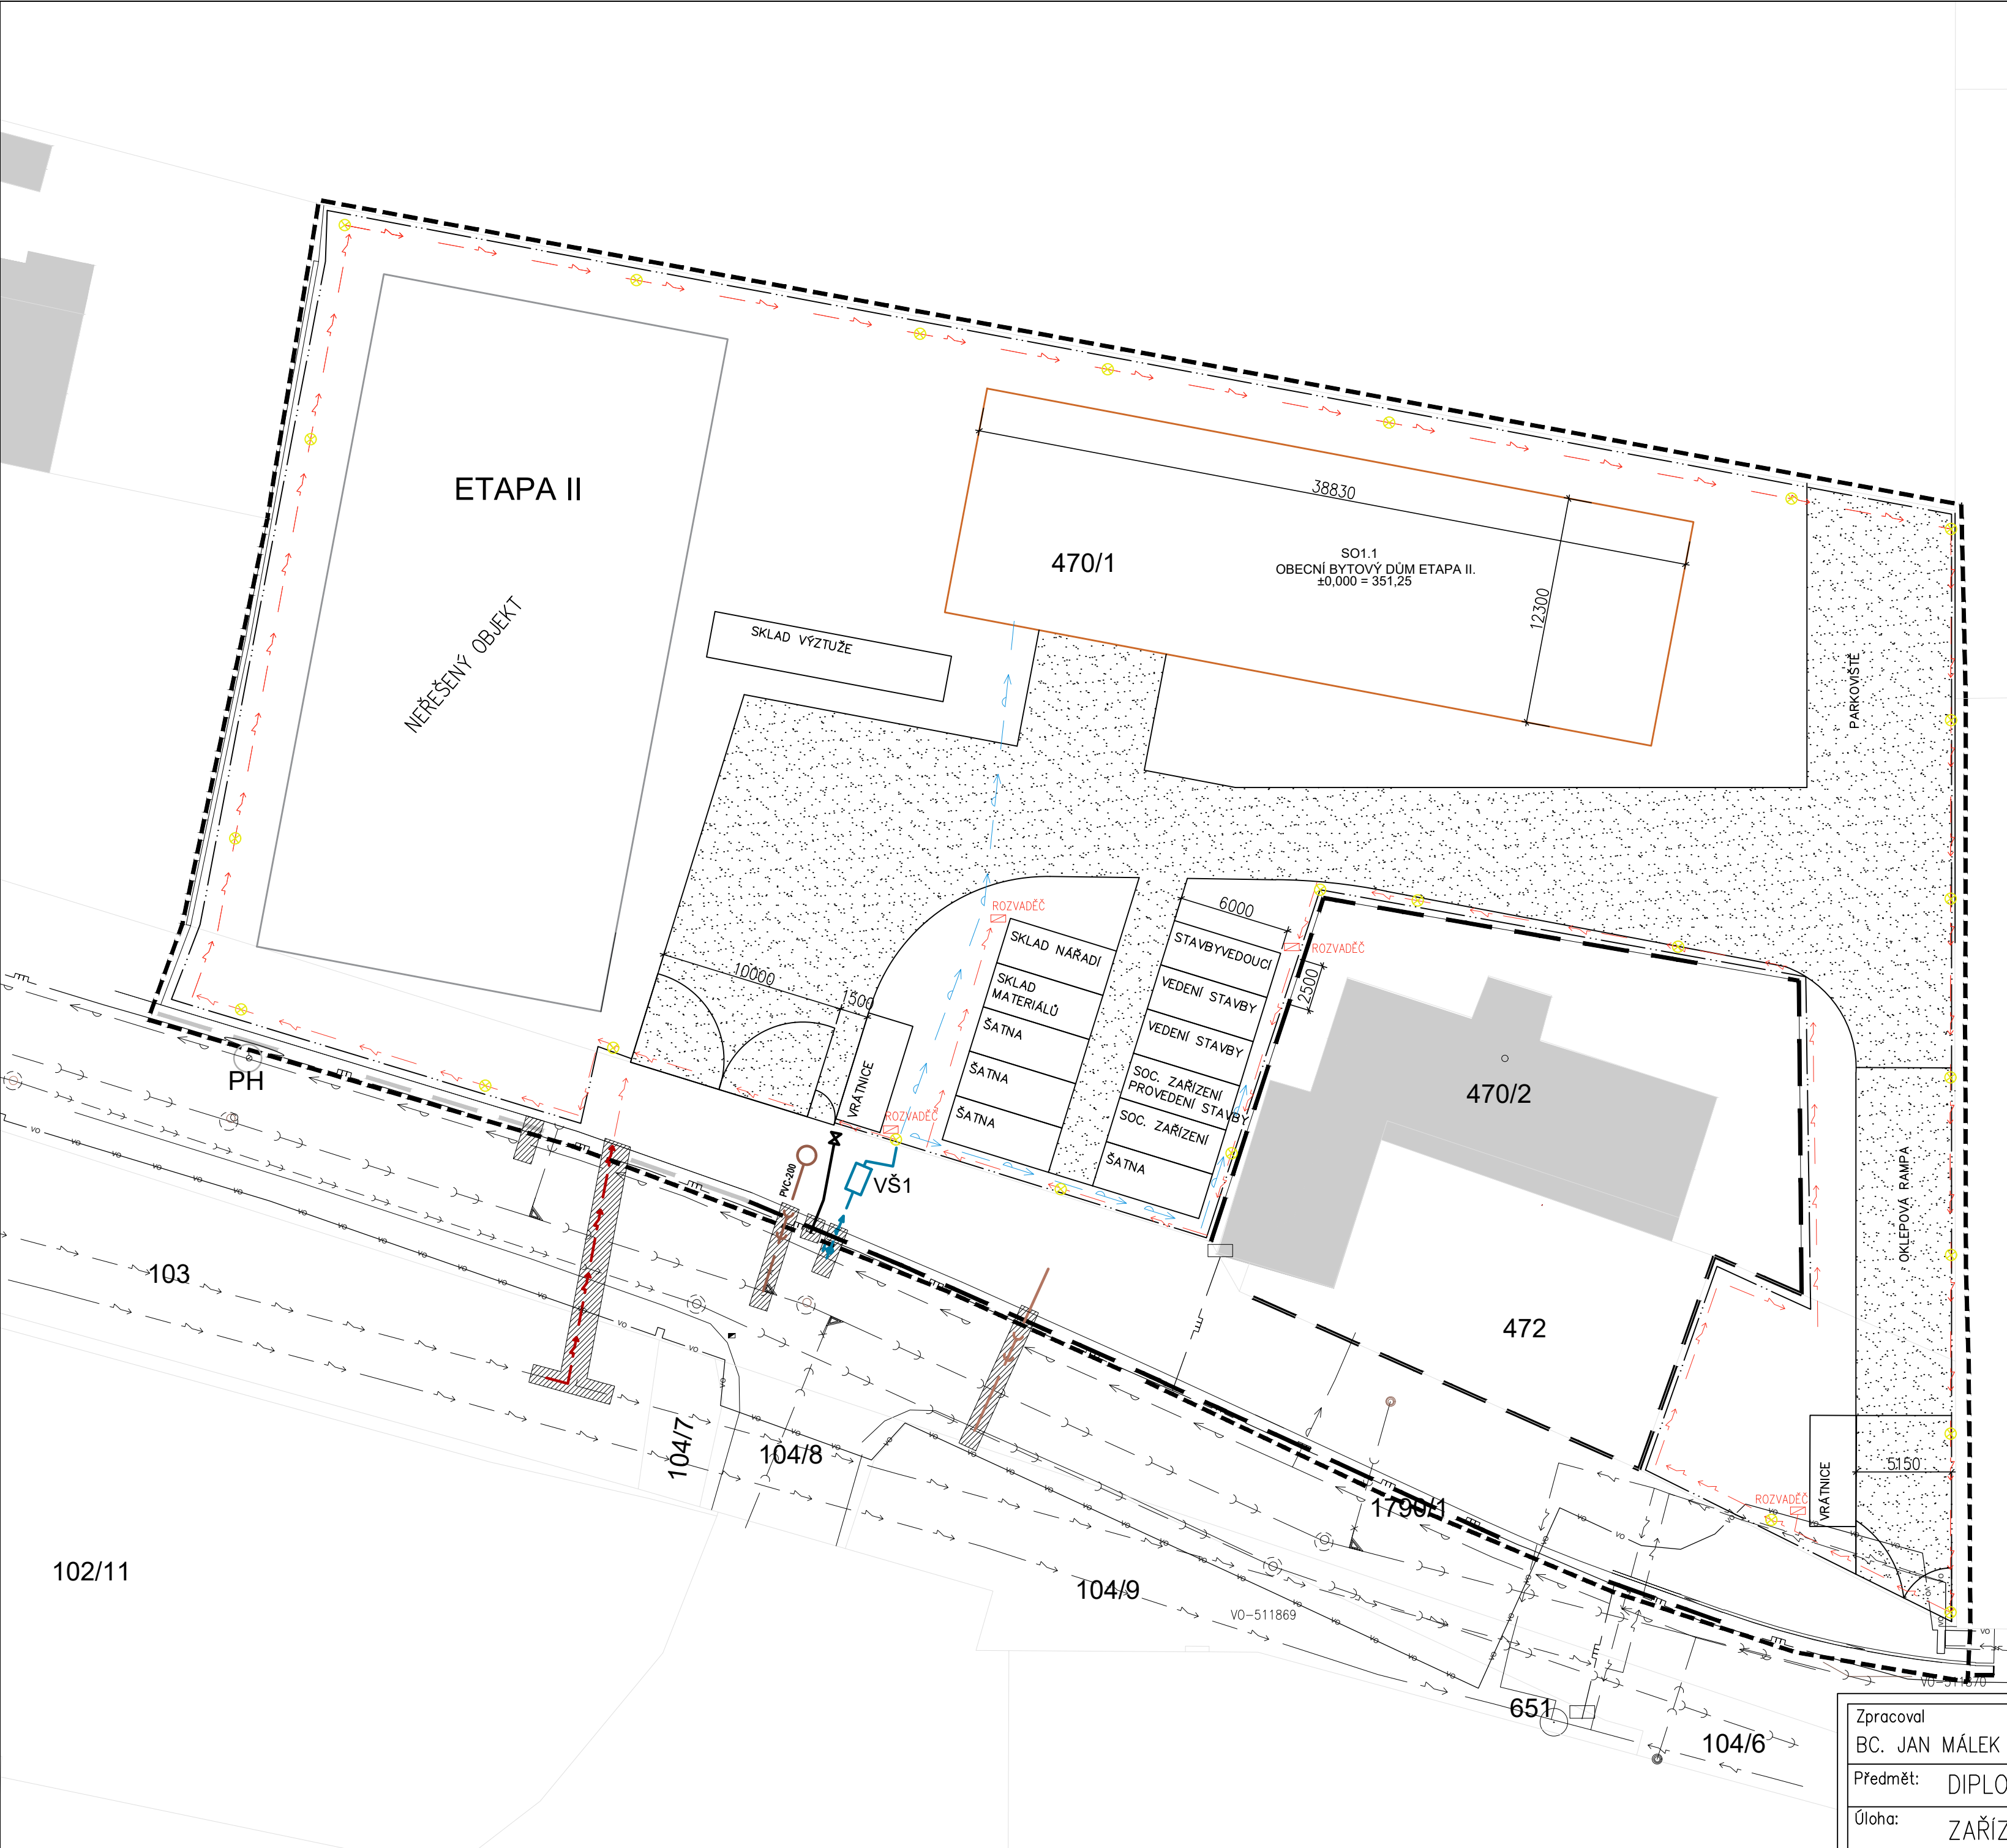 ETAPA II
NEŘEŠENÝ OBJEKT
38830
470/1
SO1.1
OBECNÍ BYTOVÝ DŮM ETAPA II.
±0,000 = 351,25
12300
SKLAD VÝZTUŽE
PARKOVIŠTĚ
ROZVADĚČ
6000
SKLAD NÁŘADÍ
STAVBYVEDOUCÍ
ROZVADĚČ
10000
1500
SKLAD
MATERIÁLŮ
VEDENÍ STAVBY
2500
ŠATNA
VEDENÍ STAVBY
ŠATNA
SOC. ZAŘÍZENÍ
PROVEDENÍ STAVBY
ŠATNA
SOC. ZAŘÍZENÍ
ŠATNA
VRÁTNICE
ROZVADĚČ
PH
470/2
PVC-200
VŠ1
OKLEPOVÁ RAMPA
103
472
104/7
104/8
VRÁTNICE
5150
ROZVADĚČ
1790/1
102/11
104/9
VO-511869
VO-511870
651
104/6
Zpracoval
BC. JAN MÁLEK
Předmět:
DIPLO
Úloha:
ZAŘÍZ